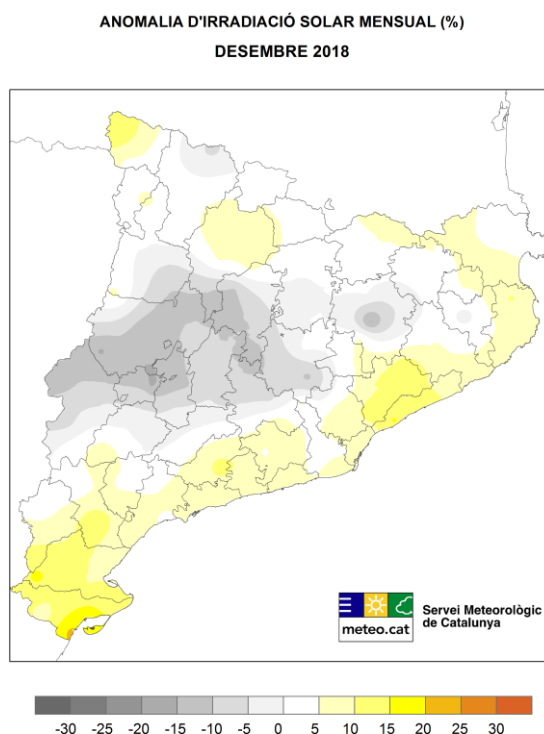 ANOMALIA D'IRRADIACIÓ SOLAR MENSUAL (%)
DESEMBRE 2018
meteo.cat
Servei Meteorològic
de Catalunya
-30 -25 -20 -15 -10 -5 0 5 10 15 20 25 30